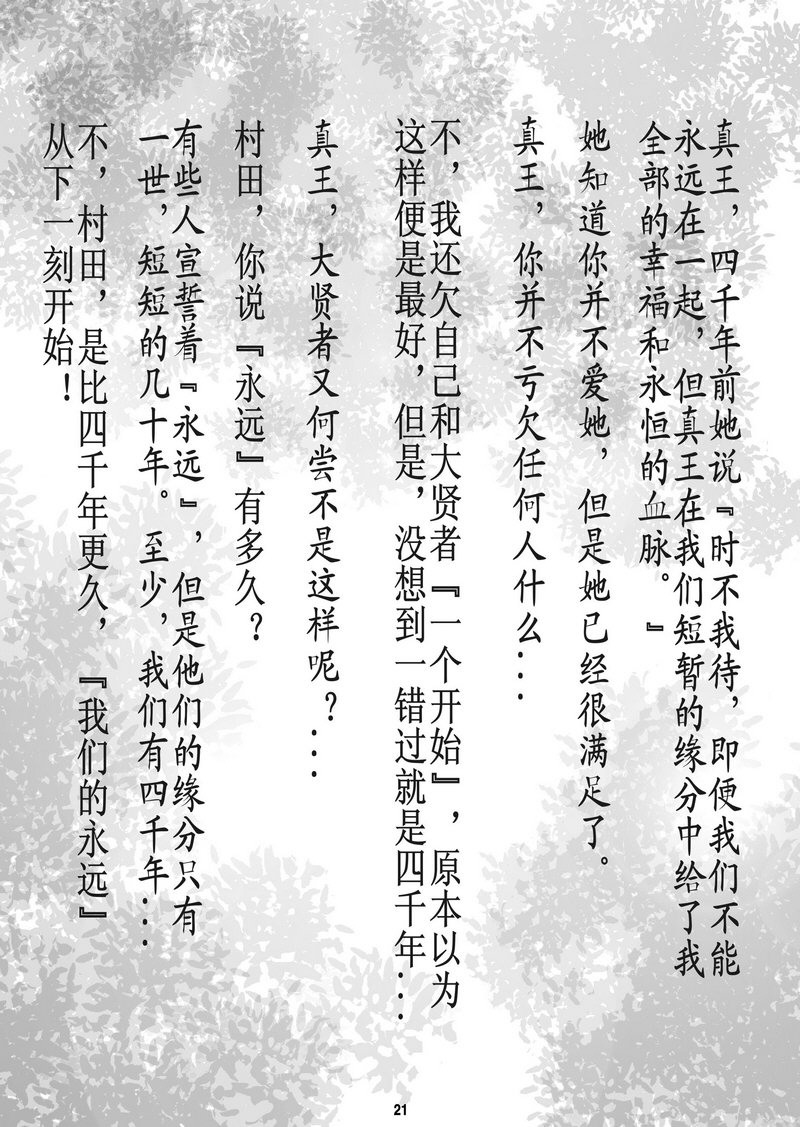 真王，四千年前她说『时不我待，即便我们不能
永远在一起，但真王在我们短暂的缘分中给了我
全部的幸福和永恒的血脉。』
她知道你并不爱她，但是她已经很满足了。
真王，你并不亏欠任何人什么…
不，我还欠自己和大贤者『一个开始』，原本以为
这样便是最好，但是，没想到一错过就是四千年…
真王，大贤者又何尝不是这样呢？…
村田，你说『永远』有多久？
有些人宣誓着『永远』，但是他们的缘分只有
一世，短短的几十年。至少，我们有四千年…
不，村田，是比四千年更久，『我们的永远』
从下一刻开始！
21